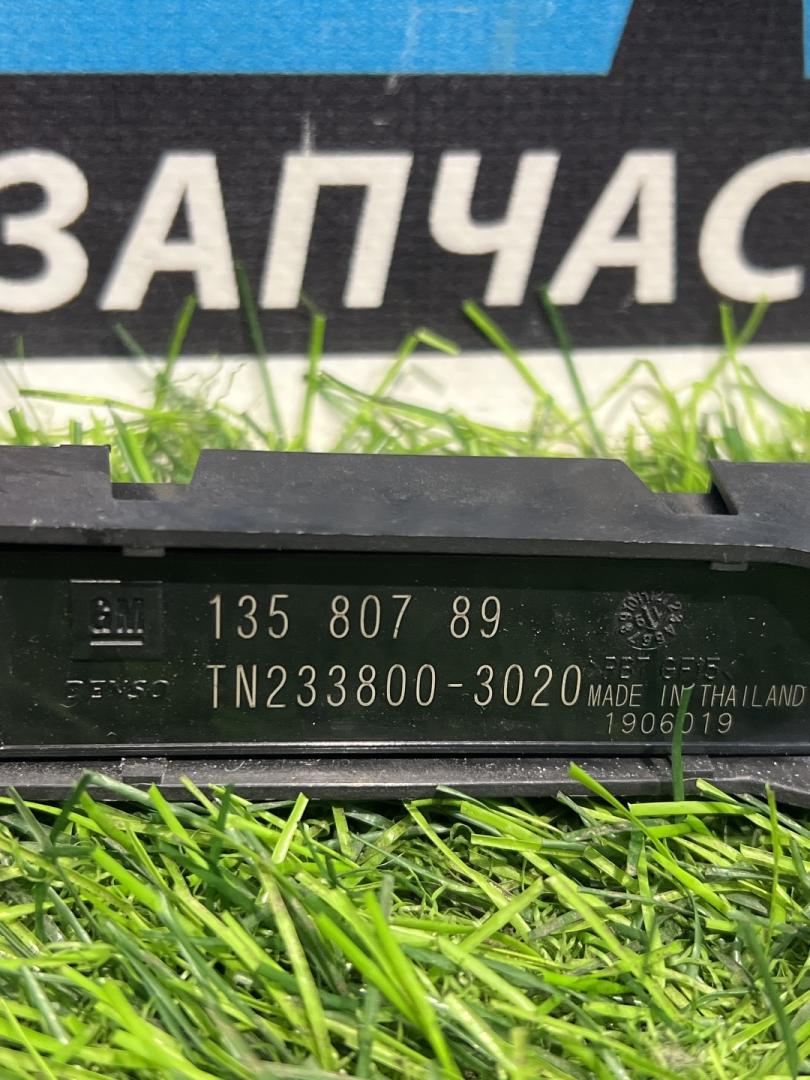 ЗАПЧАС
GM 135 807 89
DENSO TN233800-3020
>PBT GF15<
MADE IN THAILAND
1906019